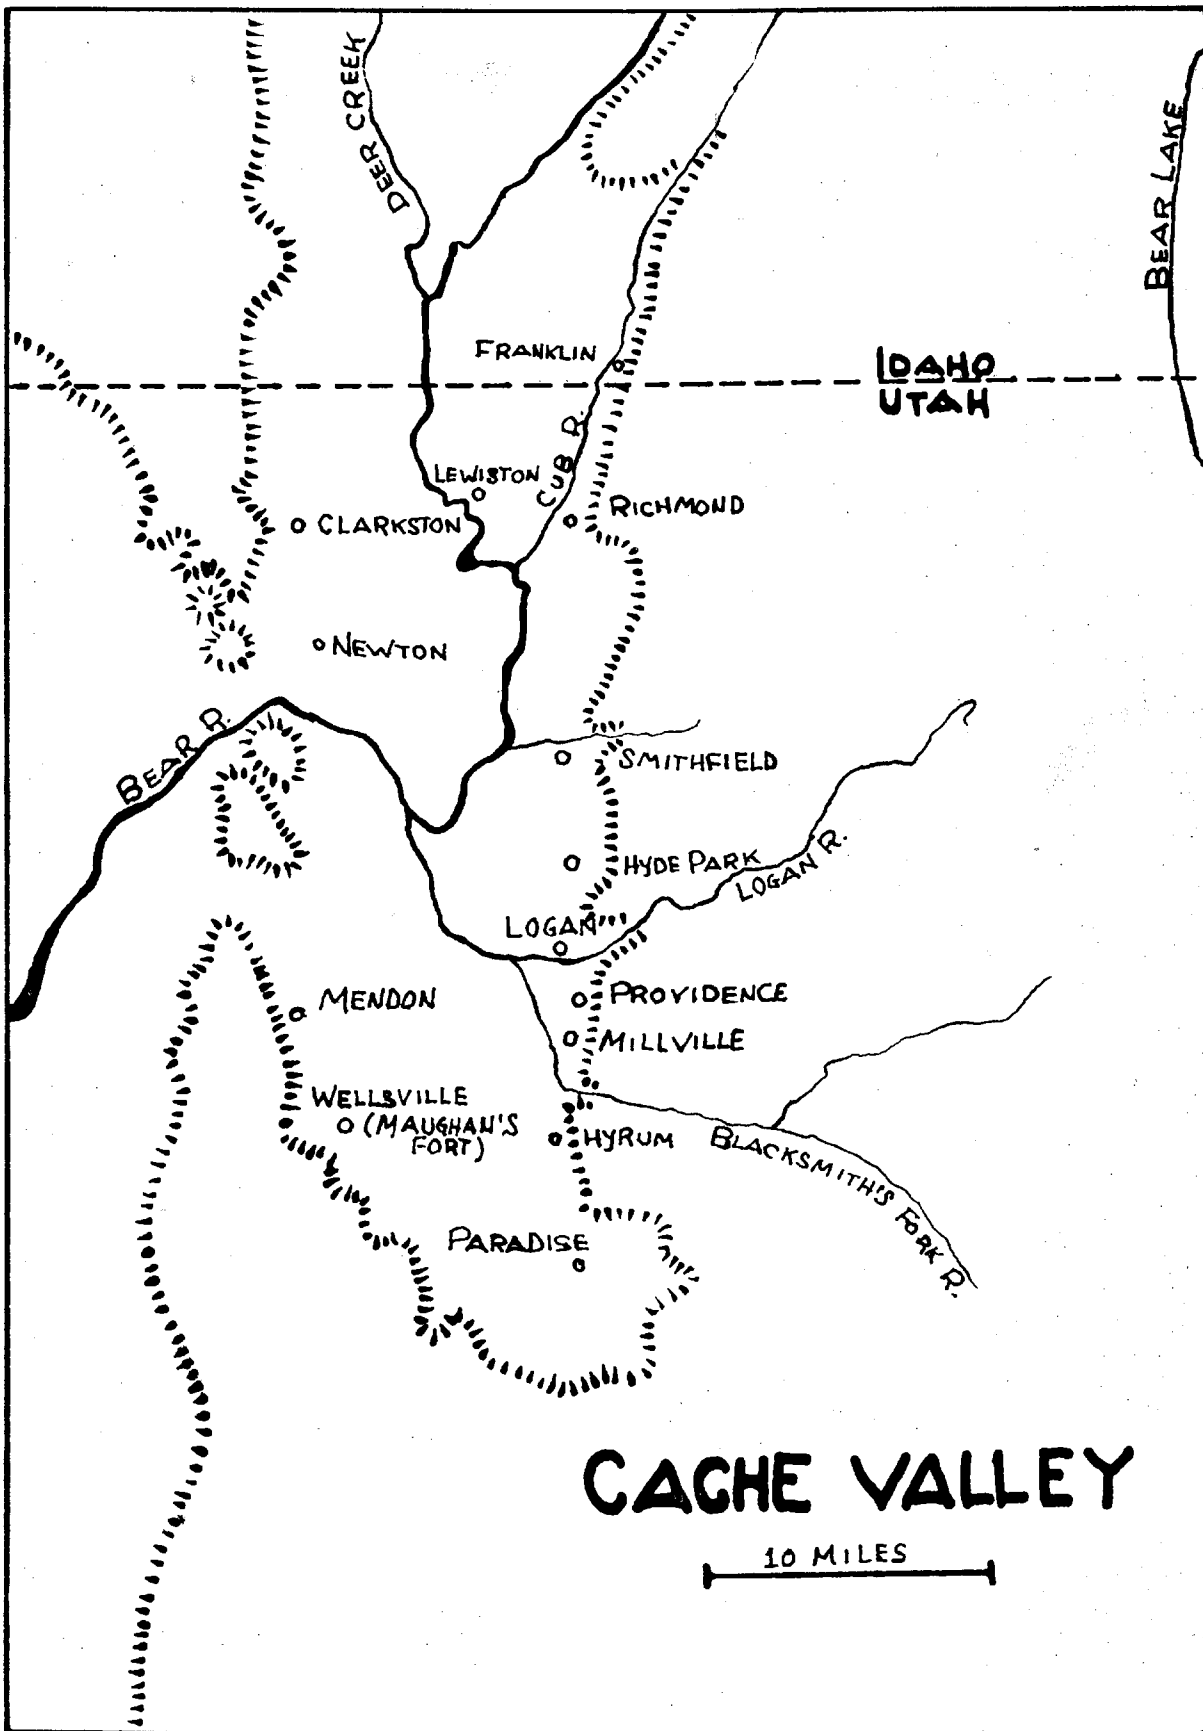 DEER CREEK
BEAR LAKE
FRANKLIN
IDAHO
UTAH
CUB R.
LEWISTON
RICHMOND
CLARKSTON
NEWTON
BEAR R.
SMITHFIELD
HYDE PARK
LOGAN R.
LOGAN
PROVIDENCE
MENDON
MILLVILLE
WELLSVILLE
(MAUGHAN'S
FORT)
HYRUM
BLACKSMITH'S FORK R.
PARADISE
CACHE VALLEY
10 MILES